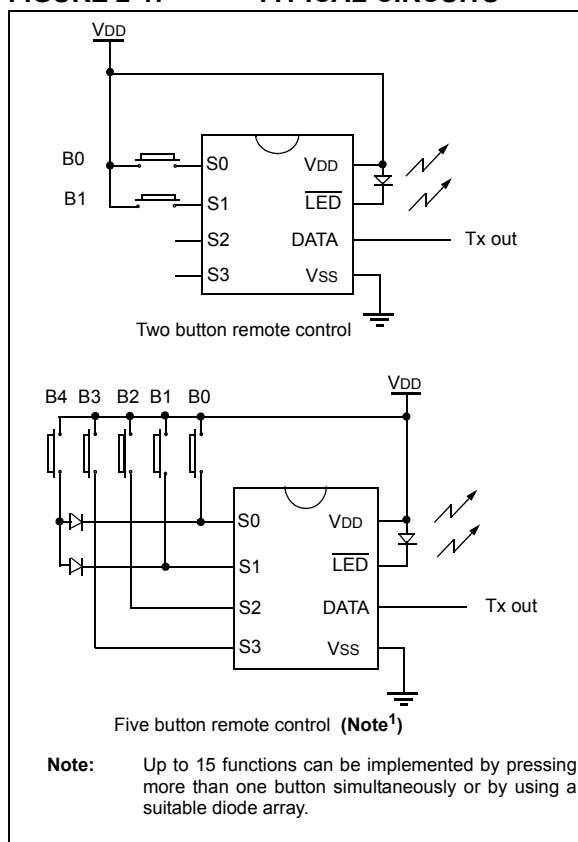 FIGURE 2-1: TYPICAL CIRCUITS
VDD
B0
B1
S0
S1
S2
S3
VDD
LED
DATA
VSS
Tx out
Two button remote control
VDD
B4 B3 B2 B1 B0
S0
S1
S2
S3
VDD
LED
DATA
VSS
Tx out
Five button remote control (Note1)
Note: Up to 15 functions can be implemented by pressing
more than one button simultaneously or by using a
suitable diode array.